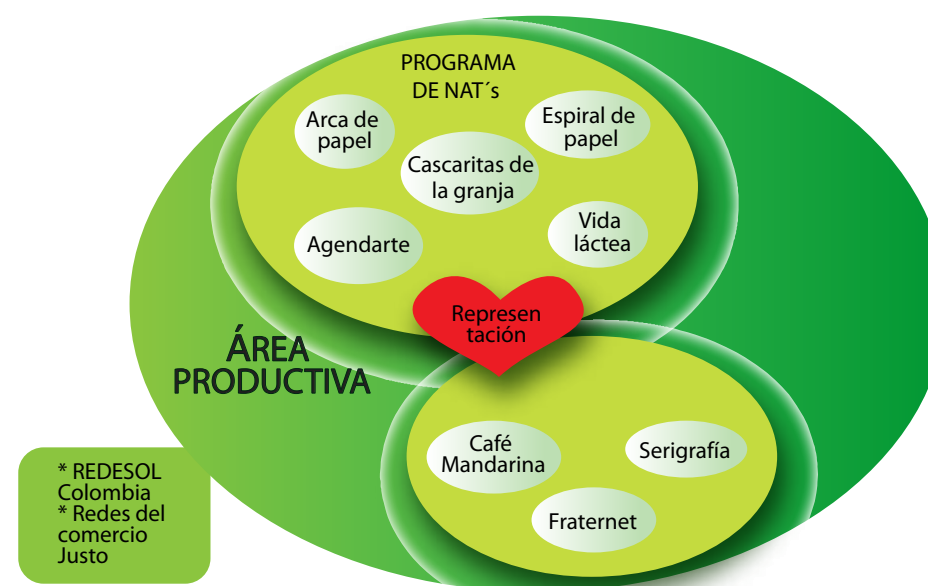 PROGRAMA
DE NAT´s
Arca de
papel
Espiral de
papel
Cascaritas de
la granja
Agendarte
Vida
láctea
Represen
tación
ÁREA
PRODUCTIVA
Café
Mandarina
Serigrafía
Fraternet
* REDESOL
Colombia
* Redes del
comercio
Justo